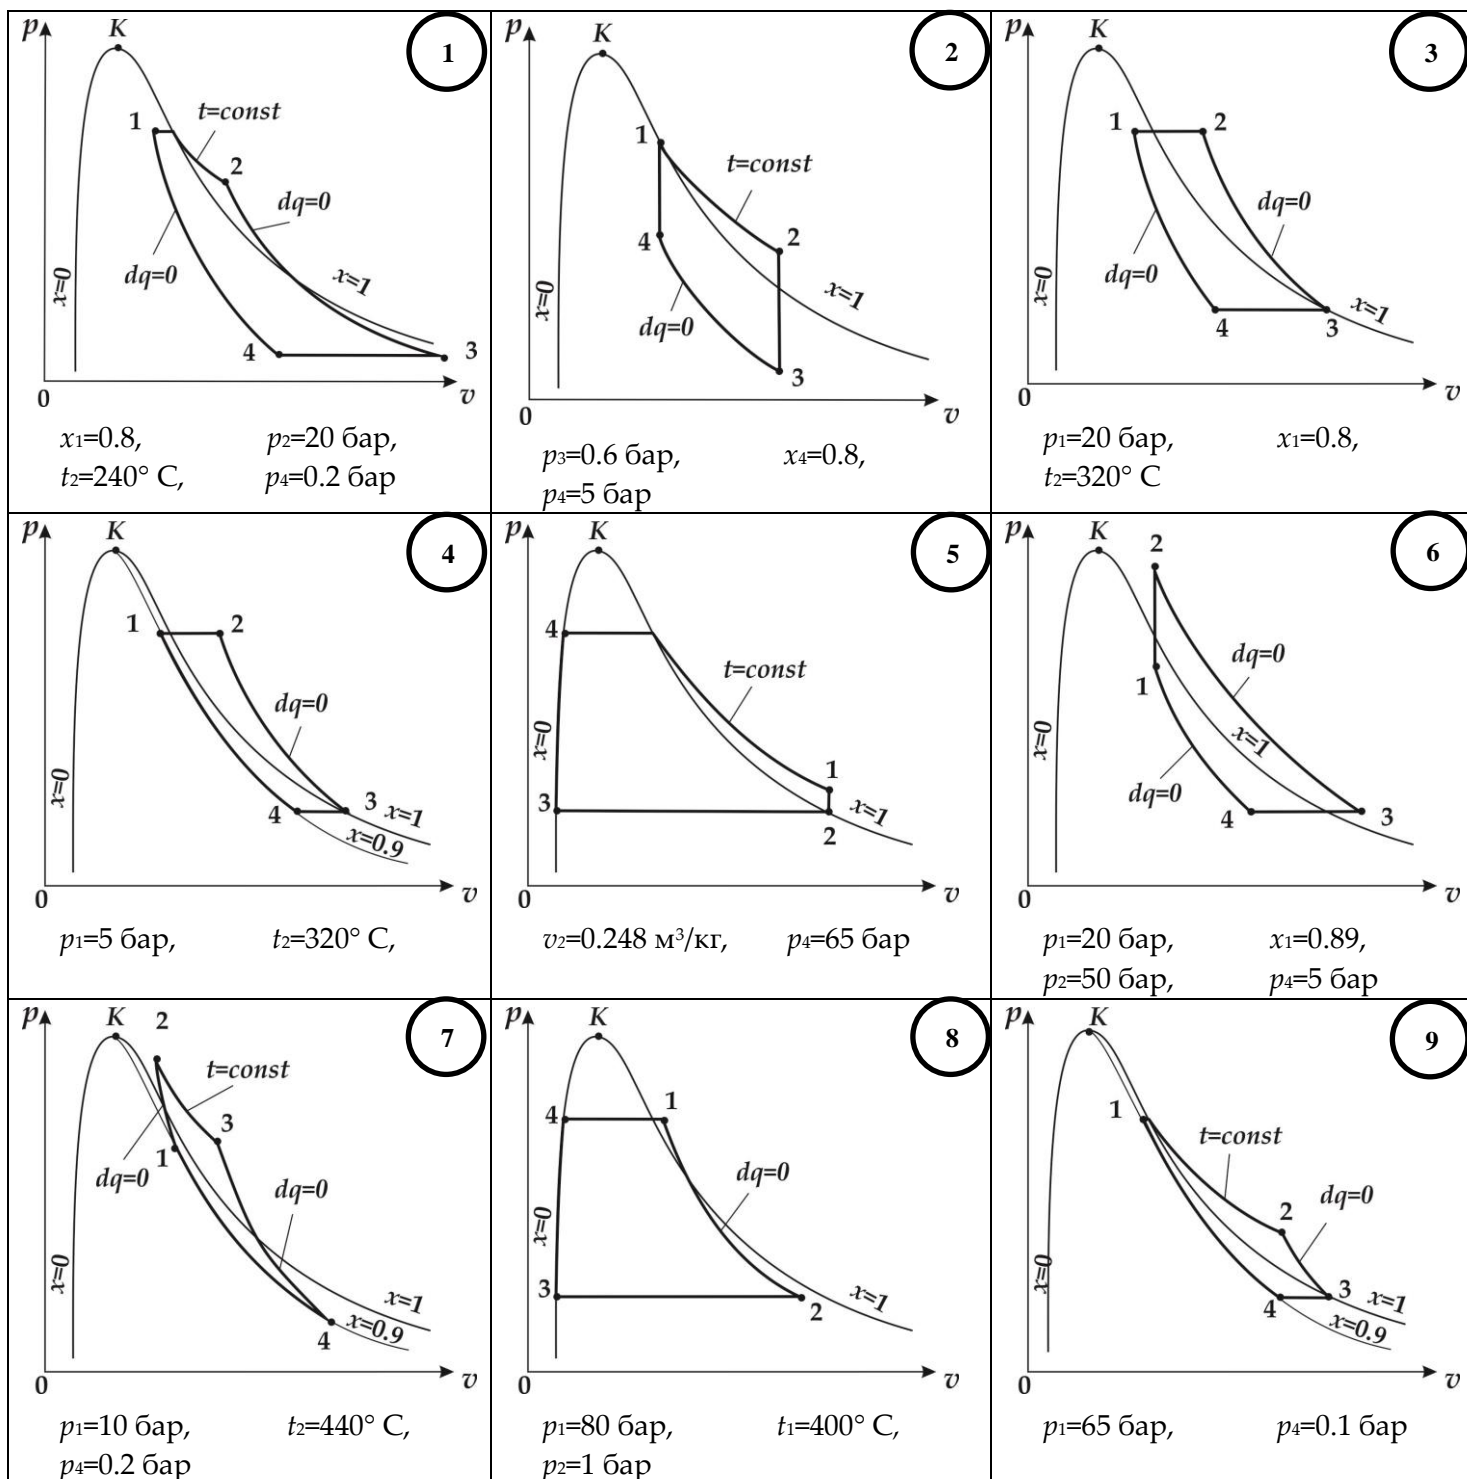 1
p
K
t=const
1
2
dq=0
dq=0
x=0
x=1
4
3
0
v
x1=0.8, p2=20 бар,
t2=240° C, p4=0.2 бар
2
p
K
1
t=const
2
4
dq=0
x=0
x=1
3
0
v
p3=0.6 бар, x4=0.8,
p4=5 бар
3
p
K
1
2
dq=0
dq=0
x=0
x=1
4
3
0
v
p1=20 бар, x1=0.8,
t2=320° C
4
p
K
1
2
dq=0
x=0
3
x=1
4
x=0.9
0
v
p1=5 бар, t2=320° C,
5
p
K
4
t=const
x=0
1
3
x=1
2
0
v
v2=0.248 м³/кг, p4=65 бар
6
p
K
2
dq=0
1
x=0
x=1
dq=0
4
3
0
v
p1=20 бар, x1=0.89,
p2=50 бар, p4=5 бар
7
p
K
2
t=const
3
1
dq=0
dq=0
x=0
x=1
x=0.9
4
0
v
p1=10 бар, t2=440° C,
p4=0.2 бар
8
p
K
4
1
dq=0
x=0
3
x=1
2
0
v
p1=80 бар, t1=400° C,
p2=1 бар
9
p
K
1
t=const
dq=0
2
x=0
3
x=1
4
x=0.9
0
v
p1=65 бар, p4=0.1 бар